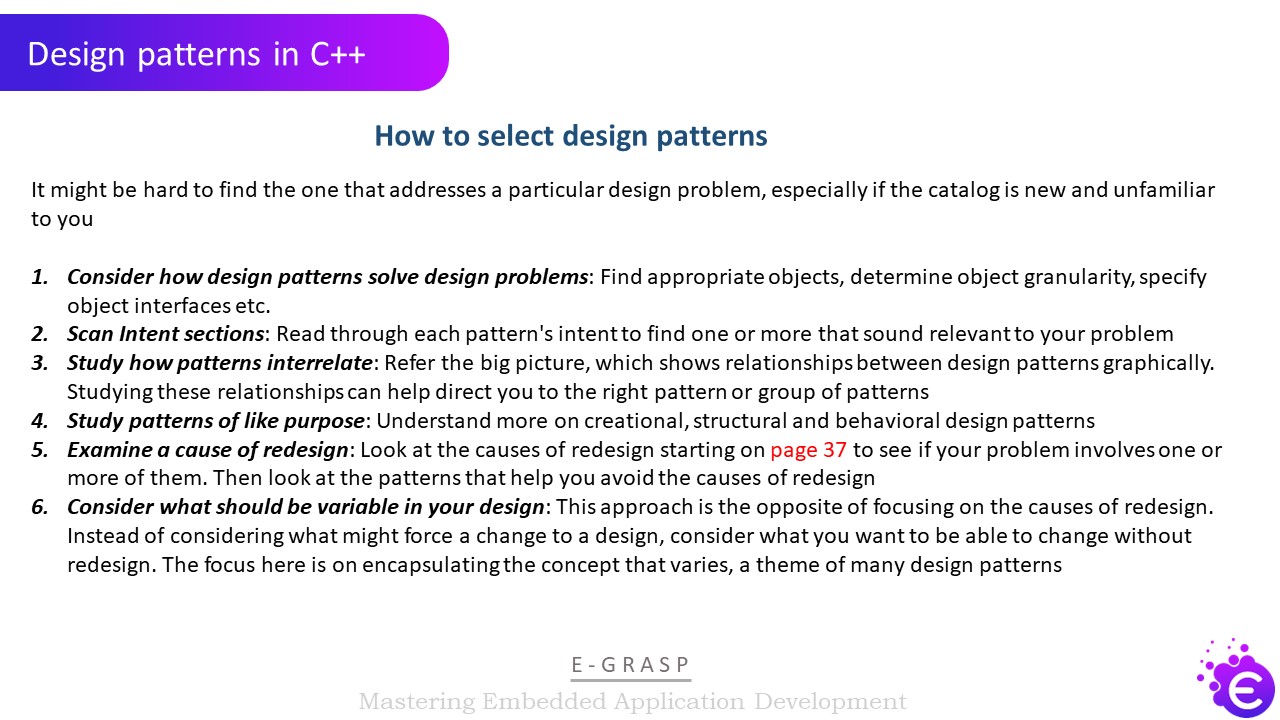 Design patterns in C++
How to select design patterns
It might be hard to find the one that addresses a particular design problem, especially if the catalog is new and unfamiliar
to you
1. Consider how design patterns solve design problems: Find appropriate objects, determine object granularity, specify
object interfaces etc.
2. Scan Intent sections: Read through each pattern's intent to find one or more that sound relevant to your problem
3. Study how patterns interrelate: Refer the big picture, which shows relationships between design patterns graphically.
Studying these relationships can help direct you to the right pattern or group of patterns
4. Study patterns of like purpose: Understand more on creational, structural and behavioral design patterns
5. Examine a cause of redesign: Look at the causes of redesign starting on page 37 to see if your problem involves one or
more of them. Then look at the patterns that help you avoid the causes of redesign
6. Consider what should be variable in your design: This approach is the opposite of focusing on the causes of redesign.
Instead of considering what might force a change to a design, consider what you want to be able to change without
redesign. The focus here is on encapsulating the concept that varies, a theme of many design patterns
E-GRASP
Mastering Embedded Application Development